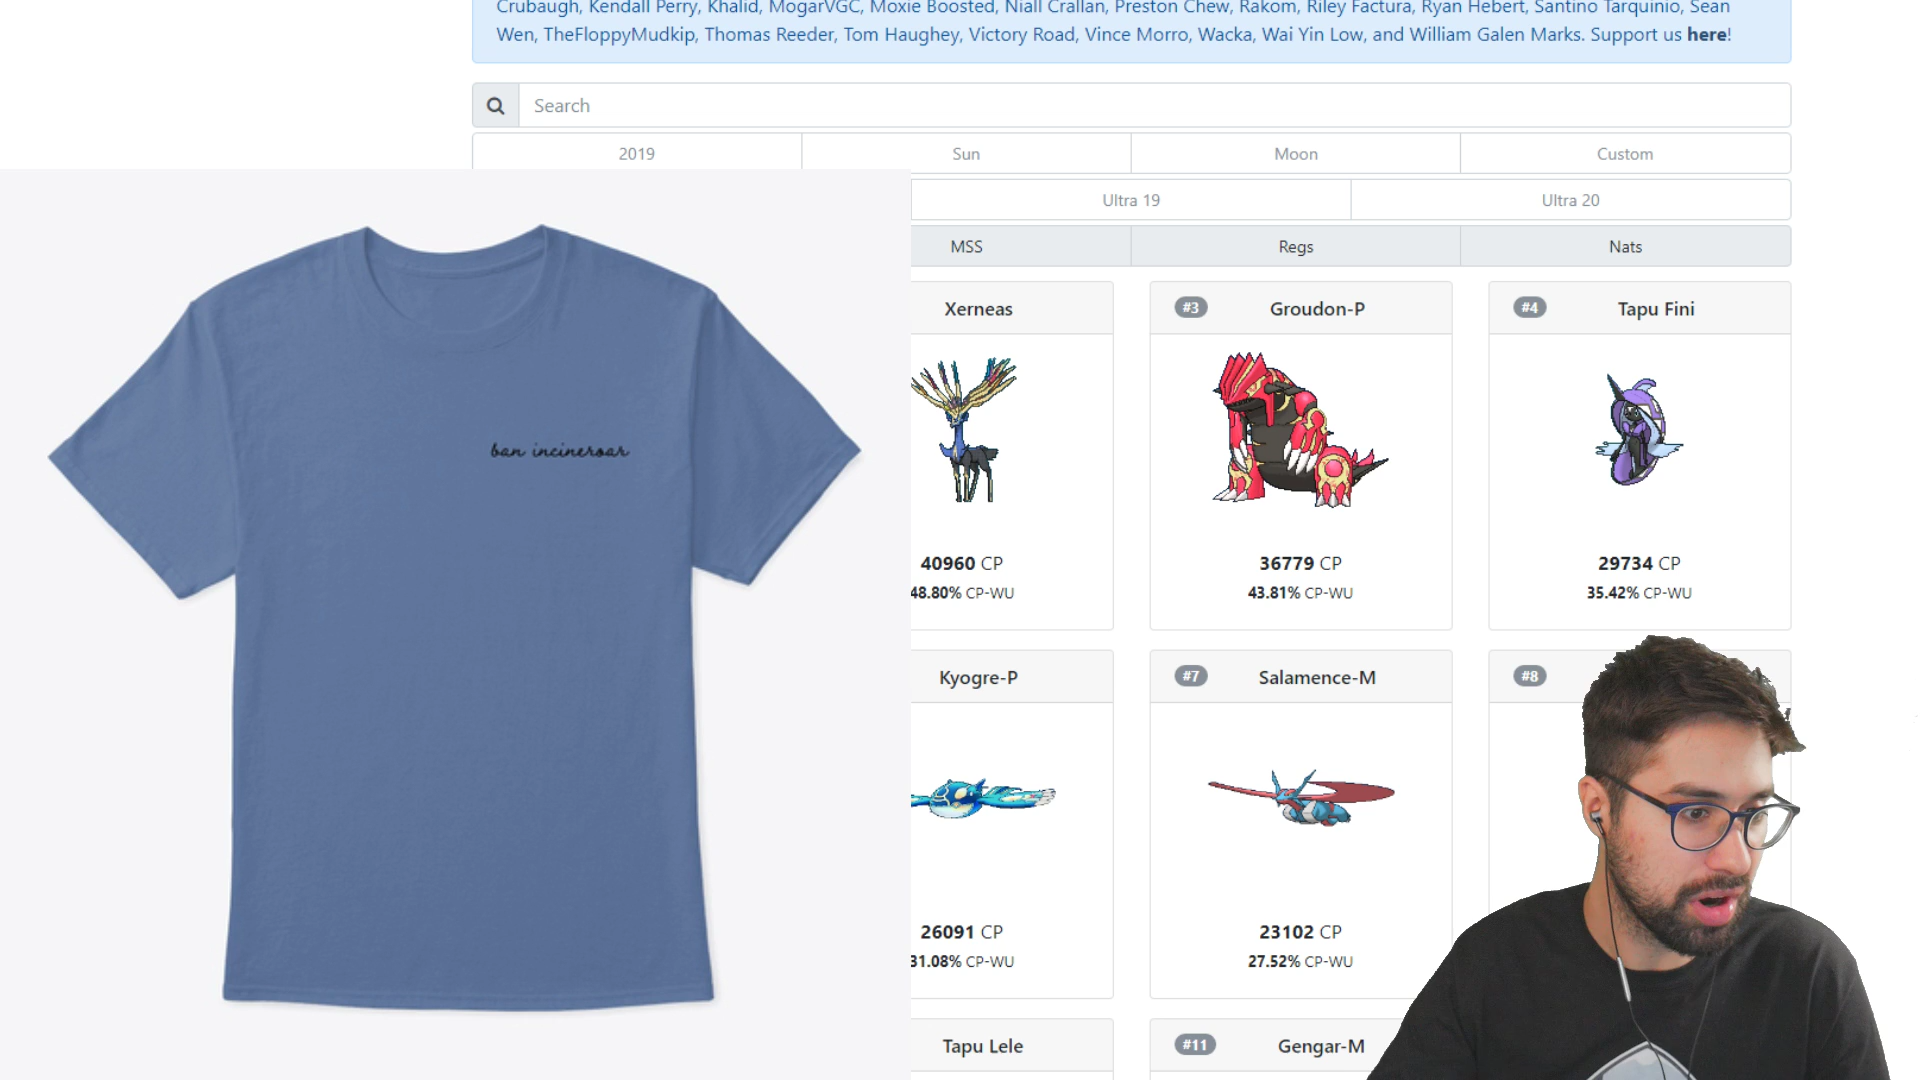 Crubaugh, Kendall Perry, Khalid, MogarVGC, Moxie Boosted, Niall Crallan, Preston Chew, Rakom, Riley Factura, Ryan Hebert, Santino Tarquinio, Sean
Wen, TheFloppyMudkip, Thomas Reeder, Tom Haughey, Victory Road, Vince Morro, Wacka, Wai Yin Low, and William Galen Marks. Support us here!
Search
2019 Sun Moon Custom
Ultra 19 Ultra 20
MSS Regs Nats
ban incineroar
Xerneas #3 Groudon-P #4 Tapu Fini
40960 CP 36779 CP 29734 CP
48.80% CP-WU 43.81% CP-WU 35.42% CP-WU
Kyogre-P #7 Salamence-M #8
26091 CP 23102 CP
31.08% CP-WU 27.52% CP-WU
Tapu Lele #11 Gengar-M